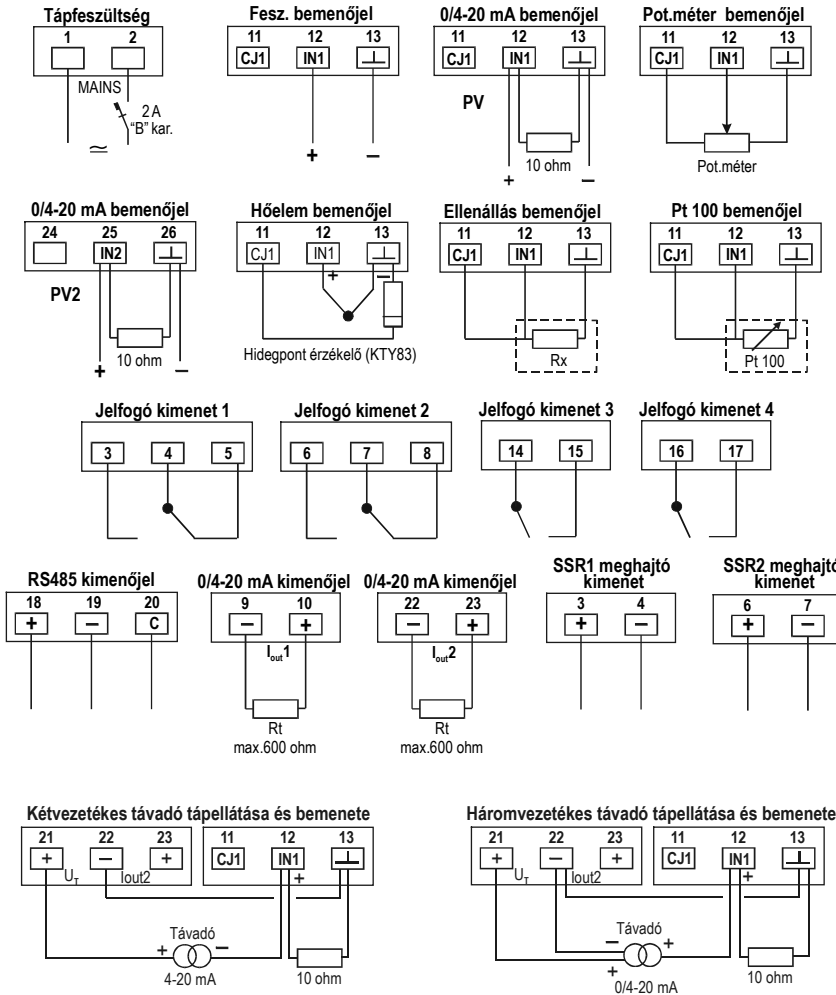 Tápfeszültség
1 2
MAINS
2 A
"B" kar.
≃
Fesz. bemenőjel
11 12 13
CJ1 IN1 ⊥
+ −
0/4-20 mA bemenőjel
11 12 13
CJ1 IN1 ⊥
PV
10 ohm
+ −
Pot.méter bemenőjel
11 12 13
CJ1 IN1 ⊥
Pot.méter
0/4-20 mA bemenőjel
24 25 26
IN2 ⊥
PV2
10 ohm
+ −
Hőelem bemenőjel
11 12 13
CJ1 IN1 ⊥
+ −
Hidegpont érzékelő (KTY83)
Ellenállás bemenőjel
11 12 13
CJ1 IN1 ⊥
Rx
Pt 100 bemenőjel
11 12 13
CJ1 IN1 ⊥
Pt 100
Jelfogó kimenet 1
3 4 5
Jelfogó kimenet 2
6 7 8
Jelfogó kimenet 3
14 15
Jelfogó kimenet 4
16 17
RS485 kimenőjel
18 19 20
+ − C
0/4-20 mA kimenőjel
9 10
− +
Iout1
Rt
max.600 ohm
0/4-20 mA kimenőjel
22 23
− +
Iout2
Rt
max.600 ohm
SSR1 meghajtó
kimenet
3 4
+ −
SSR2 meghajtó
kimenet
6 7
+ −
Kétvezetékes távadó tápellátása és bemenete
21 22 23 11 12 13
+ − + CJ1 IN1 ⊥
UT Iout2 +
Távadó
+ −
4-20 mA
10 ohm
Háromvezetékes távadó tápellátása és bemenete
21 22 23 11 12 13
+ − + CJ1 IN1 ⊥
UT Iout2 +
Távadó
− +
+
0/4-20 mA
10 ohm